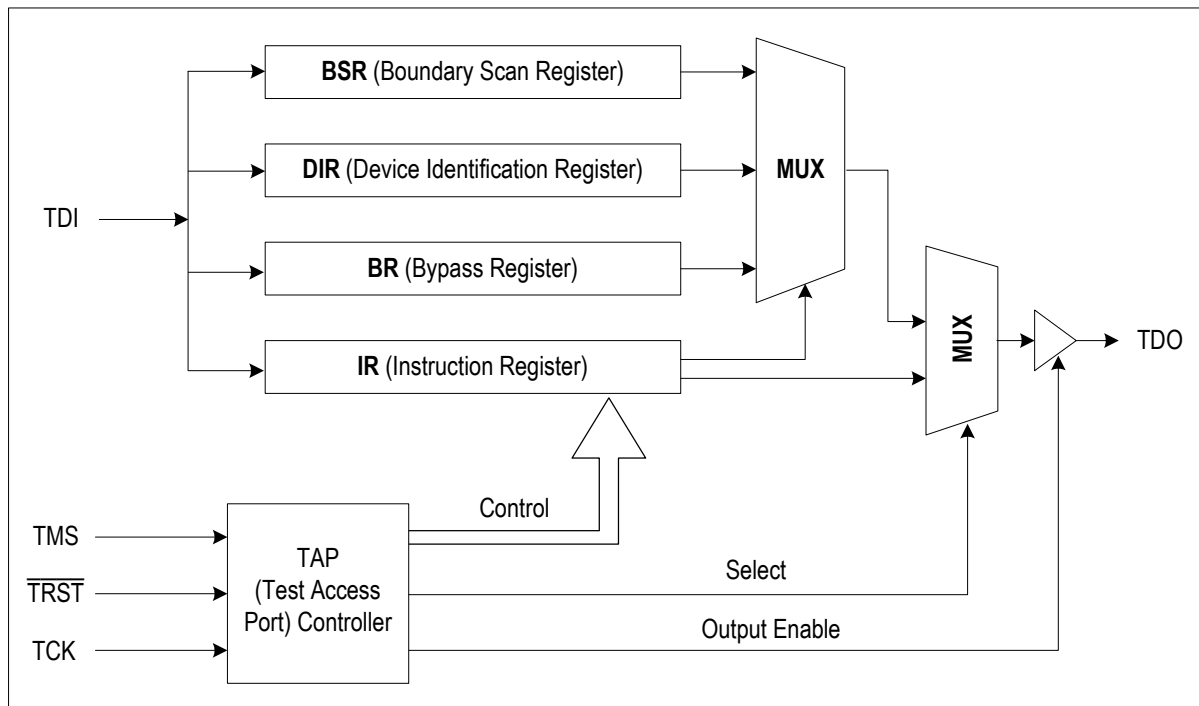 BSR (Boundary Scan Register)
DIR (Device Identification Register)
MUX
TDI
BR (Bypass Register)
MUX
TDO
IR (Instruction Register)
Control
TMS
TAP
(Test Access
Port) Controller
TRST
Select
TCK
Output Enable